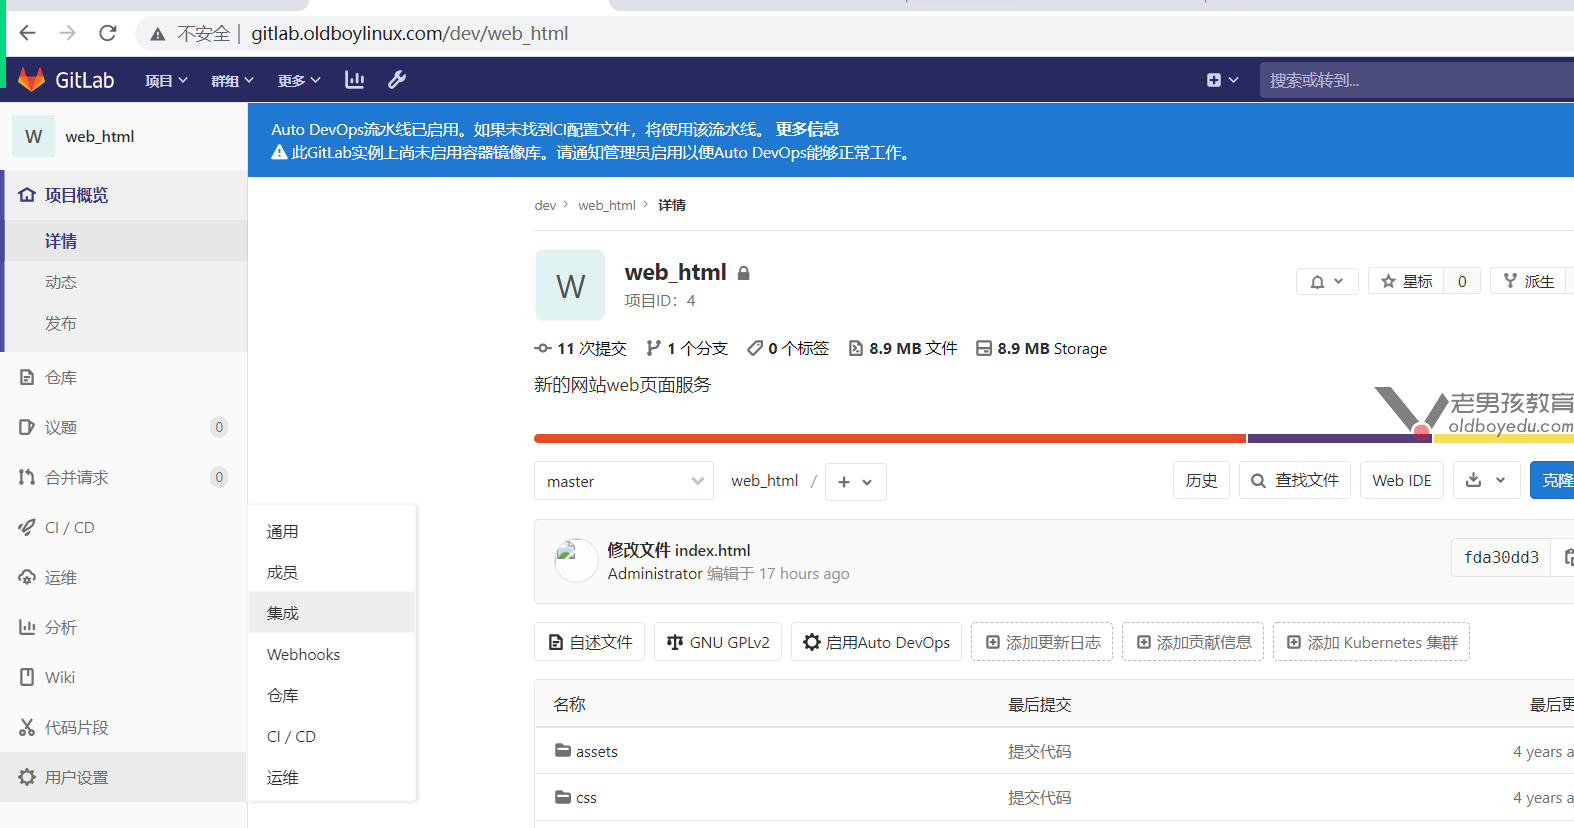 不安全 | gitlab.oldboylinux.com/dev/web_html
GitLab 项目 群组 更多 搜索或转到...
W web_html
Auto DevOps流水线已启用。如果未找到CI配置文件，将使用该流水线。 更多信息
此GitLab实例上尚未启用容器镜像库。请通知管理员启用以便Auto DevOps能够正常工作。
项目概览
详情
动态
发布
仓库
议题 0
合并请求 0
CI / CD
运维
分析
Wiki
代码片段
用户设置
通用
成员
集成
Webhooks
仓库
CI / CD
运维
dev > web_html > 详情
W
web_html
项目ID：4
星标 0 派生
11 次提交 1 个分支 0 个标签 8.9 MB 文件 8.9 MB Storage
新的网站web页面服务
老男孩教育
oldboyedu.com
master web_html / + 历史 查找文件 Web IDE 克隆
修改文件 index.html
Administrator 编辑于 17 hours ago
fda30dd3
自述文件 GNU GPLv2 启用Auto DevOps 添加更新日志 添加贡献信息 添加 Kubernetes 集群
名称 最后提交 最后更
assets 提交代码 4 years a
css 提交代码 4 years a